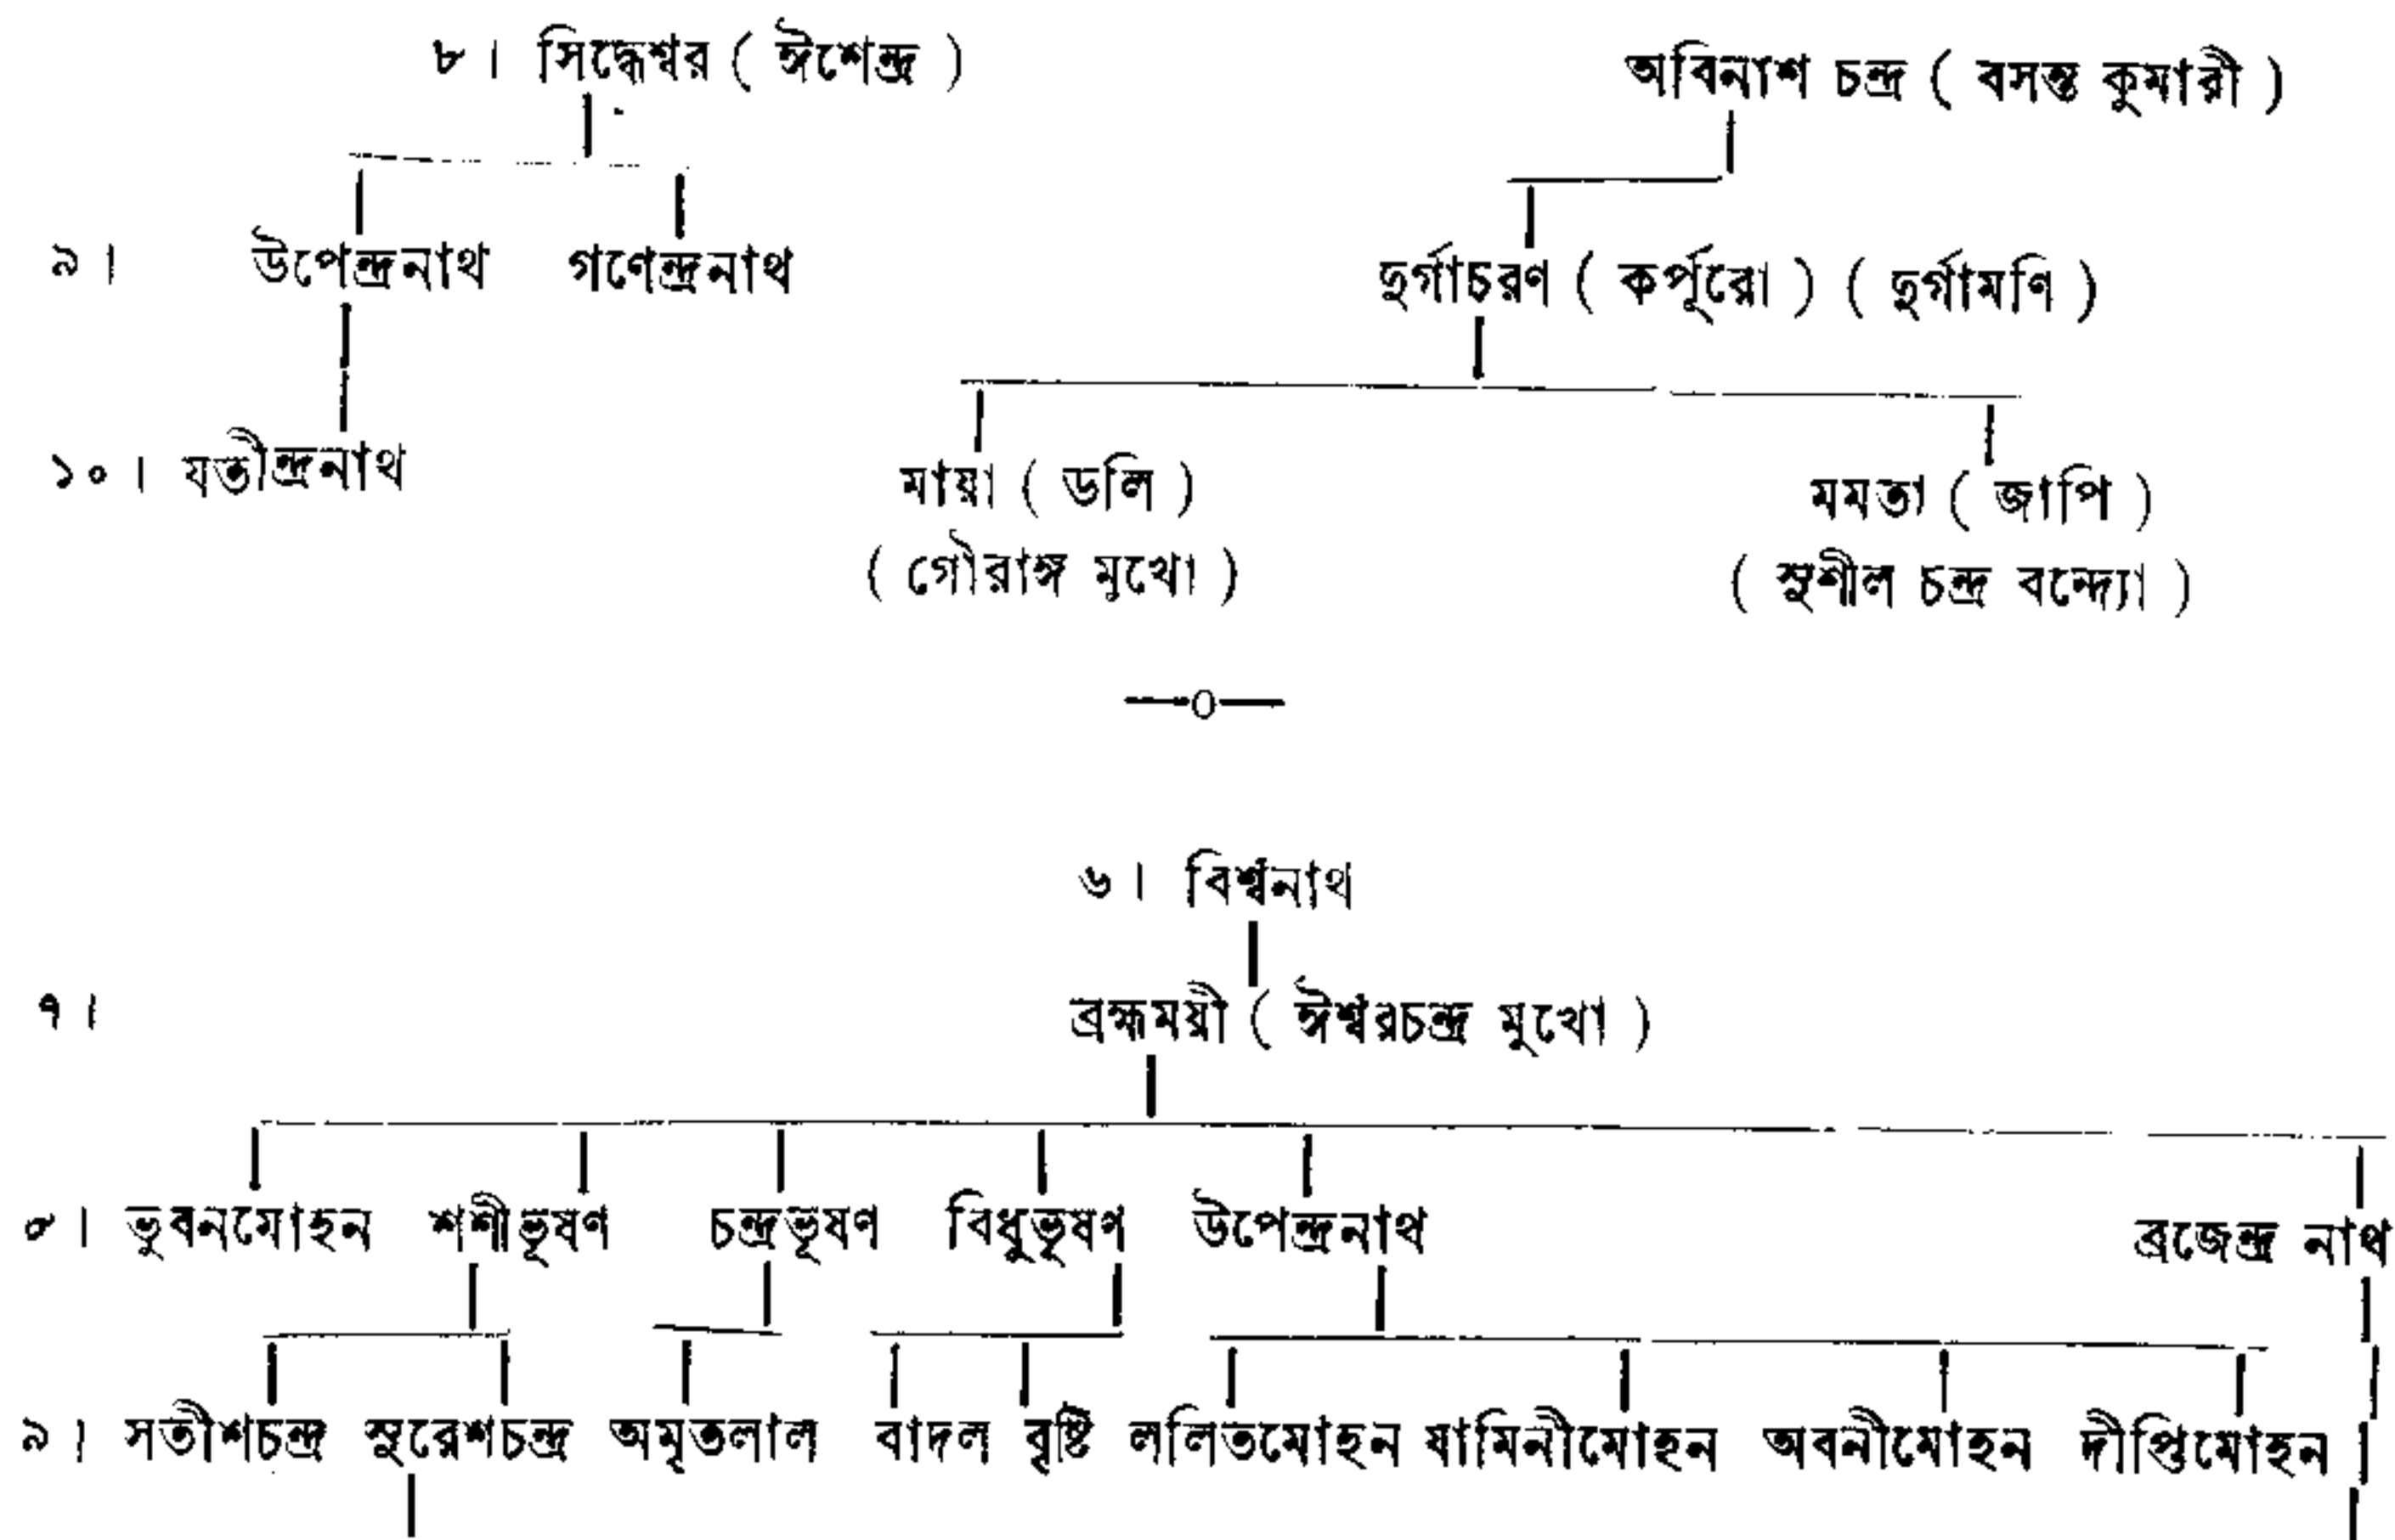 ৮। সিদ্ধেশ্বর ( ঈশেন্দ্র ) অবিনাশ চন্দ্র ( বসন্ত কুমারী )
৯। উপেন্দ্রনাথ গণেন্দ্রনাথ দুর্গাচরণ ( কর্পূরো ) ( দুর্গামণি )
১০। যতীন্দ্রনাথ মায়া ( ডলি ) মমতা ( জাপি )
( গৌরাঙ্গ মুখো ) ( সুশীল চন্দ্র বন্দ্যো )
—০—
৬। বিশ্বনাথ
৭। ব্রহ্মময়ী ( ঈশ্বরচন্দ্র মুখো )
৮। ভুবনমোহন শশীভূষণ চন্দ্রভূষণ বিধুভূষণ উপেন্দ্রনাথ ব্রজেন্দ্র নাথ
৯। সতীশচন্দ্র সুরেশচন্দ্র অমৃতলাল বাদল বৃষ্টি ললিতমোহন যামিনীমোহন অবনীমোহন দীপ্তিমোহন